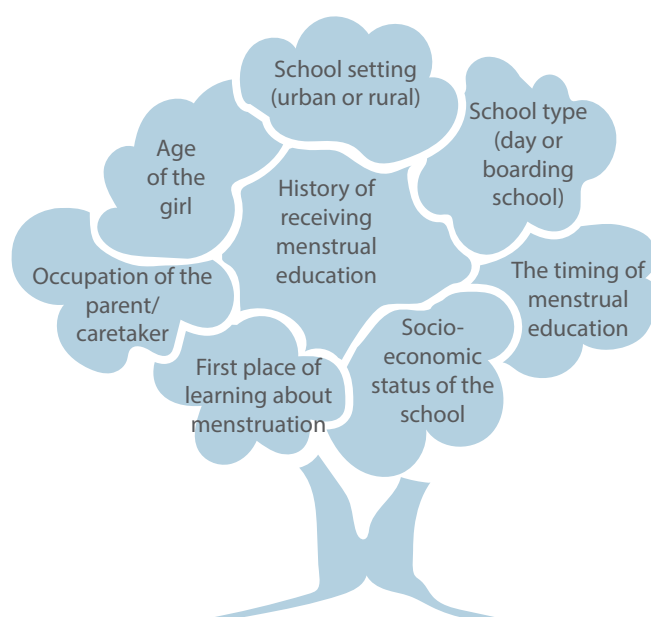 School setting
(urban or rural)
School type
(day or
boarding
school)
Age
of the
girl
History of
receiving
menstrual
education
Occupation of the
parent/
caretaker
The timing of
menstrual
education
First place of
learning about
menstruation
Socio-
economic
status of the
school